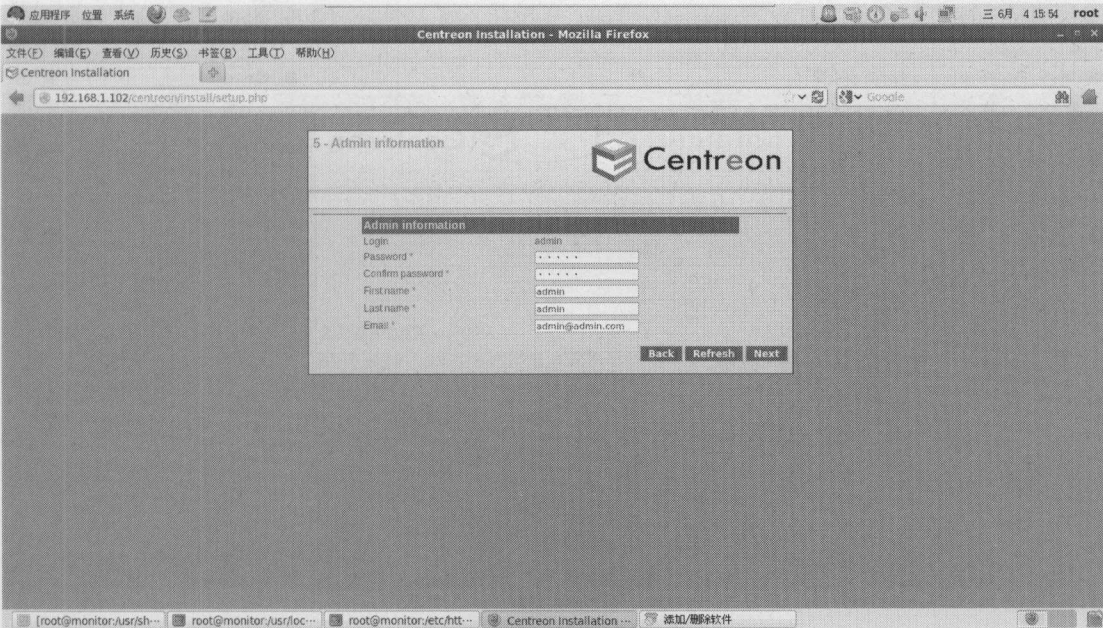 应用程序 位置 系统 三 6月 4 15:54 root
Centreon Installation - Mozilla Firefox
文件(F) 编辑(E) 查看(V) 历史(S) 书签(B) 工具(T) 帮助(H)
Centreon Installation
192.168.1.102/centreon/install/setup.php Google
5 - Admin information
Centreon
Admin information
Login admin
Password * • • • • •
Confirm password * • • • • •
First name * admin
Last name * admin
Email * admin@admin.com
Back Refresh Next
[root@monitor:/usr/sh··· root@monitor:/usr/loc··· root@monitor:/etc/htt··· Centreon Installation ··· 添加/删除软件